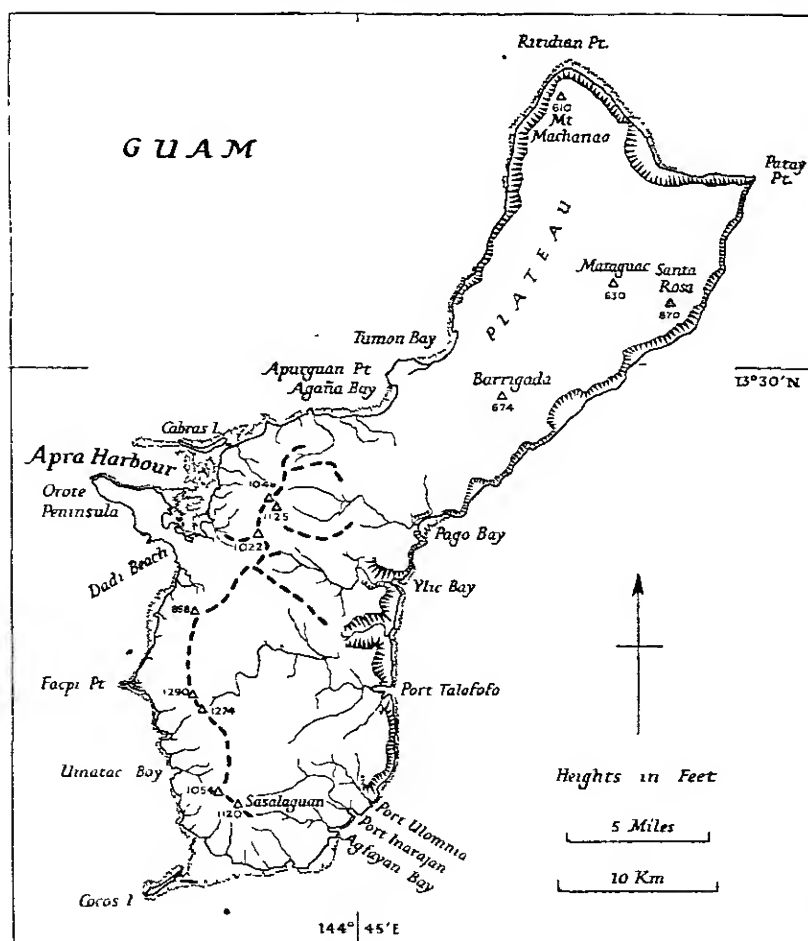 GUAM
Ritidian Pt.
610
Mt
Machanao
Patay
Pt.
PLATEAU
Mataguac
630
Santa
Rosa
870
Tumon Bay
Apurguan Pt
Agaña Bay
Barrigada
674
13°30'N
Cabras I.
Apra Harbour
Orote
Peninsula
1125
1022
Pago Bay
Dadi Beach
Ylic Bay
858
Facpi Pt
1290
1274
Port Talofofo
Umatac Bay
1054
Sasalaguan
1120
Port Ulomnia
Port Inarajan
Agfayan Bay
Cocos I
Heights in Feet
5 Miles
10 Km
144° 45'E